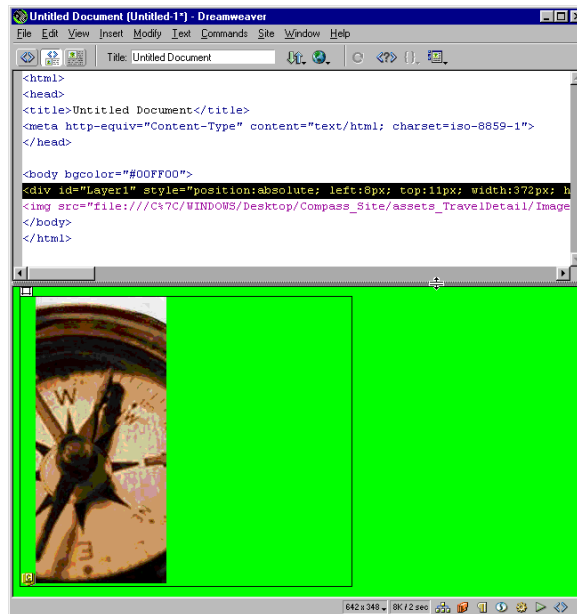 Untitled Document (Untitled-1*) - Dreamweaver
File Edit View Insert Modify Text Commands Site Window Help
Title: Untitled Document
<html>
<head>
<title>Untitled Document</title>
<meta http-equiv="Content-Type" content="text/html; charset=iso-8859-1">
</head>
<body bgcolor="#00FF00">
<div id="Layer1" style="position:absolute; left:8px; top:11px; width:372px; h
<img src="file:///C%7C/WINDOWS/Desktop/Compass_Site/assets_TravelDetail/Image
</body>
</html>
W
E
642 x 348 8K / 2 sec